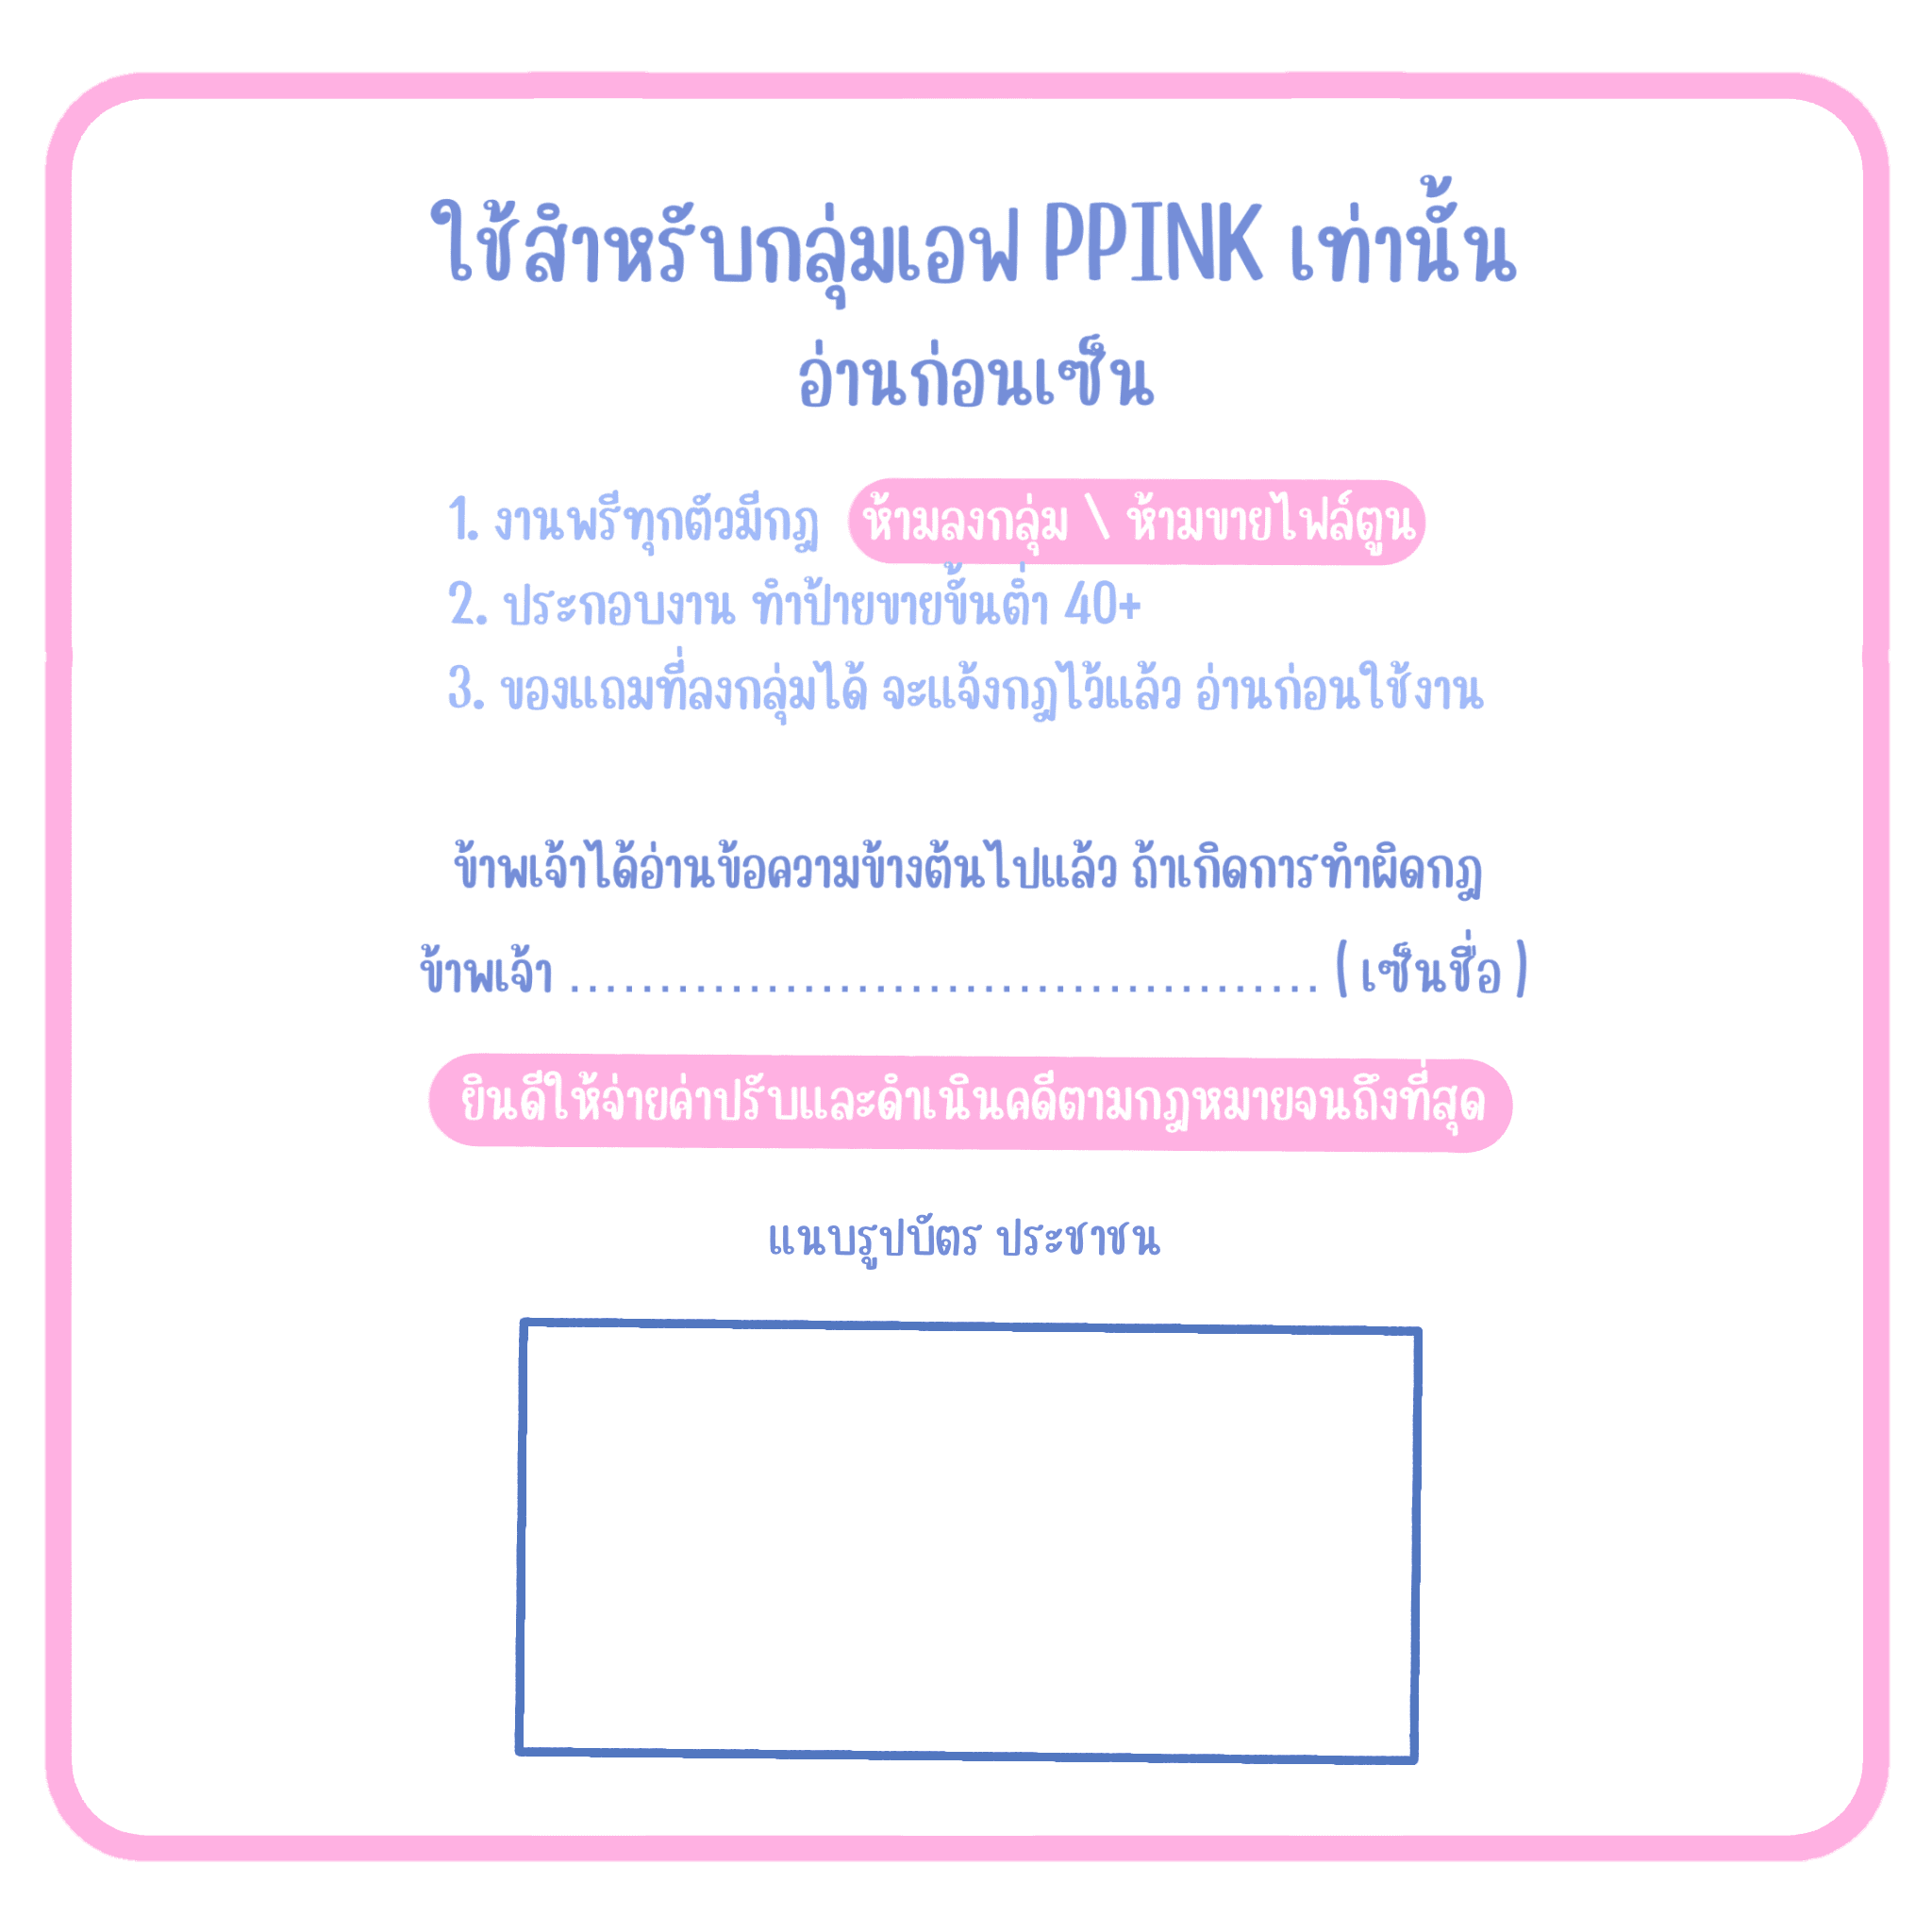 ใช้สำหรับกลุ่มเอฟ PPINK เท่านั้น
อ่านก่อนเซ็น
1. งานพรีทุกตัวมีกฎ ห้ามลงกลุ่ม \ ห้ามขายไฟล์ตูน
2. ประกอบงาน ทำป้ายขายขั้นต่ำ 40+
3. ของแถมที่ลงกลุ่มได้ จะแจ้งกฎไว้แล้ว อ่านก่อนใช้งาน
ข้าพเจ้าได้อ่านข้อความข้างต้นไปแล้ว ถ้าเกิดการทำผิดกฎ
ข้าพเจ้า .......................................... ( เซ็นชื่อ )
ยินดีให้จ่ายค่าปรับและดำเนินคดีตามกฎหมายจนถึงที่สุด
แนบรูปบัตร ประชาชน